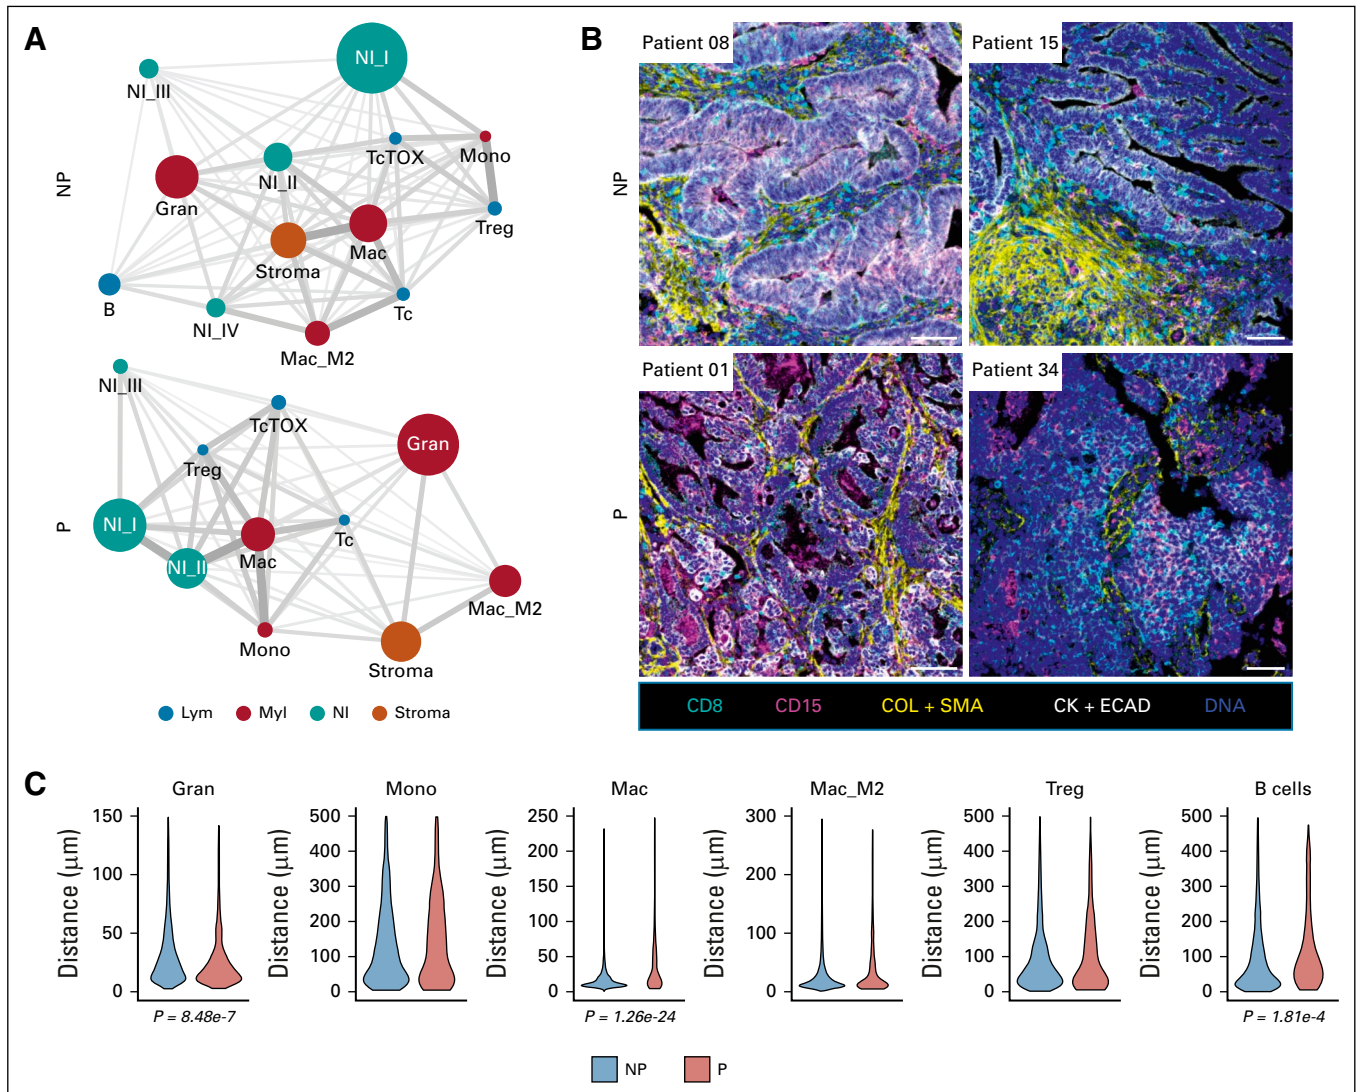 A
NP
NI_I
NI_III
TcTOX
Mono
NI_II
Gran
Treg
Mac
Stroma
B
NI_IV
Tc
Mac_M2
P
NI_III
TcTOX
Gran
Treg
NI_I
Tc
Mac
NI_II
Mac_M2
Mono
Stroma
Lym Myl NI Stroma
B
NP
Patient 08
Patient 15
P
Patient 01
Patient 34
CD8 CD15 COL + SMA CK + ECAD DNA
C
Gran
Distance (μm)
150
100
50
0
P = 8.48e-7
Mono
Distance (μm)
500
400
300
200
100
0
Mac
Distance (μm)
250
200
150
100
50
0
P = 1.26e-24
Mac_M2
Distance (μm)
300
200
100
0
Treg
Distance (μm)
500
400
300
200
100
0
B cells
Distance (μm)
500
400
300
200
100
0
P = 1.81e-4
NP P